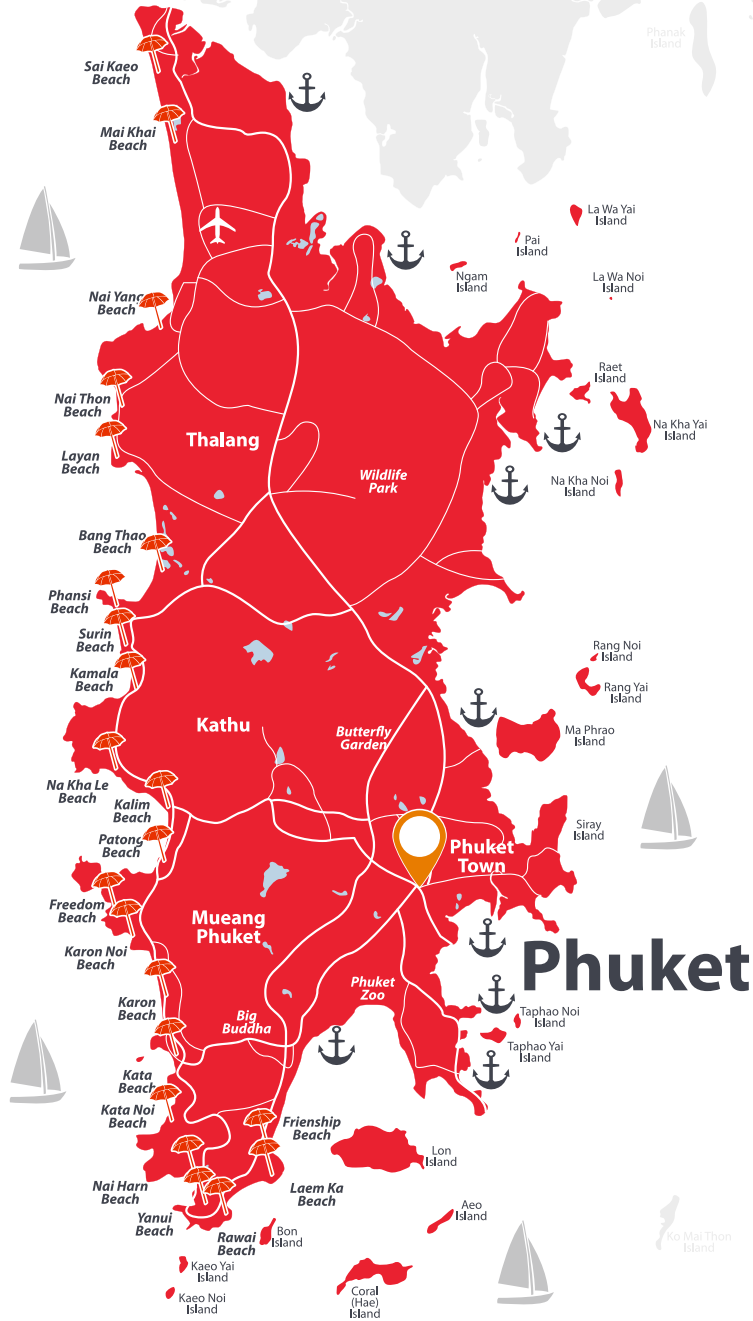 Phanak
Island
Sai Kaeo
Beach
Mai Khai
Beach
La Wa Yai
Island
Pai
Island
Ngam
Island
La Wa Noi
Island
Nai Yang
Beach
Raet
Island
Nai Thon
Beach
Na Kha Yai
Island
Thalang
Layan
Beach
Wildlife
Park
Na Kha Noi
Island
Bang Thao
Beach
Phansi
Beach
Surin
Beach
Rang Noi
Island
Kamala
Beach
Rang Yai
Island
Kathu
Butterfly
Garden
Ma Phrao
Island
Na Kha Le
Beach
Kalim
Beach
Siray
Island
Patong
Beach
Phuket
Town
Freedom
Beach
Mueang
Phuket
Karon Noi
Beach
Phuket
Phuket
Zoo
Karon
Beach
Big
Buddha
Taphao Noi
Island
Taphao Yai
Island
Kata
Beach
Kata Noi
Beach
Frienship
Beach
Lon
Island
Nai Harn
Beach
Laem Ka
Beach
Yanui
Beach
Rawai
Beach
Bon
Island
Aeo
Island
Ko Mai Thon
Island
Kaeo Yai
Island
Kaeo Noi
Island
Coral
(Hae)
Island